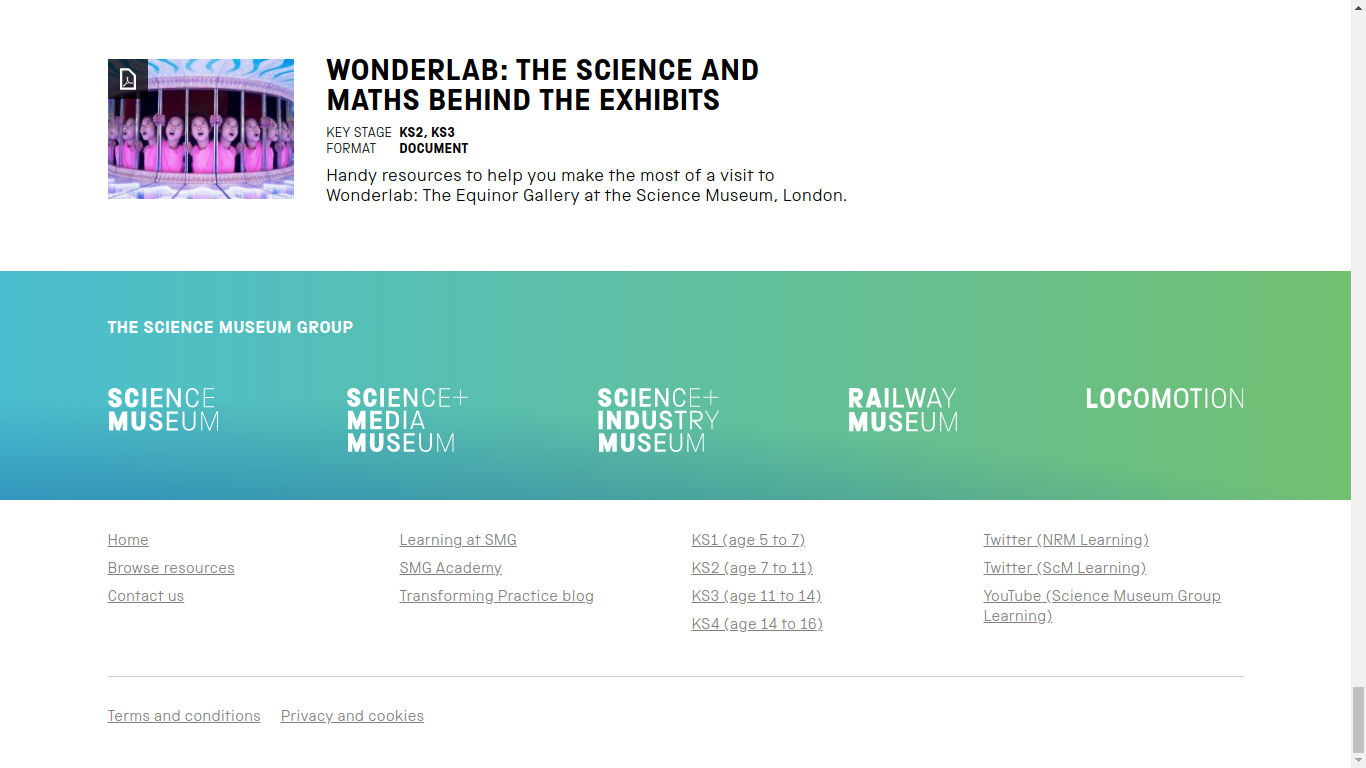 WONDERLAB: THE SCIENCE AND
MATHS BEHIND THE EXHIBITS
KEY STAGE KS2, KS3
FORMAT DOCUMENT
Handy resources to help you make the most of a visit to
Wonderlab: The Equinor Gallery at the Science Museum, London.
THE SCIENCE MUSEUM GROUP
SCIENCE
MUSEUM
SCIENCE+
MEDIA
MUSEUM
SCIENCE+
INDUSTRY
MUSEUM
RAILWAY
MUSEUM
LOCOMOTION
Home
Browse resources
Contact us
Learning at SMG
SMG Academy
Transforming Practice blog
KS1 (age 5 to 7)
KS2 (age 7 to 11)
KS3 (age 11 to 14)
KS4 (age 14 to 16)
Twitter (NRM Learning)
Twitter (ScM Learning)
YouTube (Science Museum Group
Learning)
Terms and conditions
Privacy and cookies